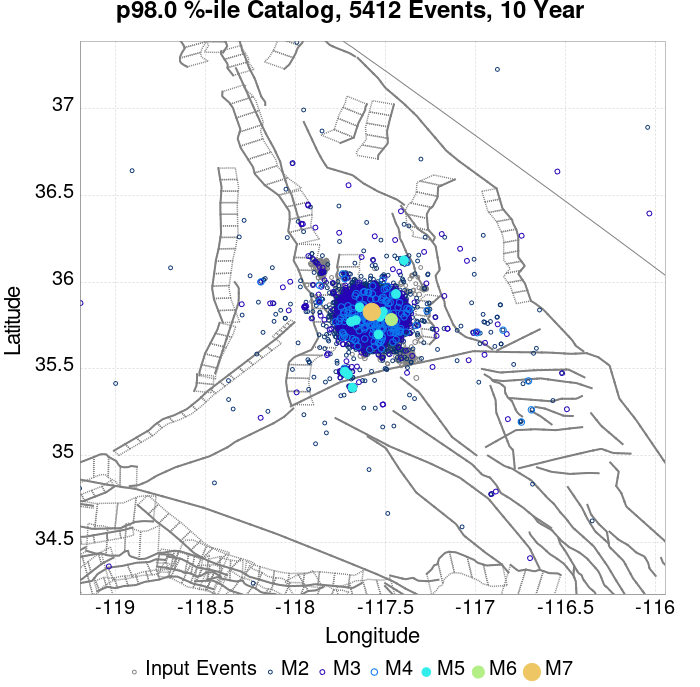 p98.0 %-ile Catalog, 5412 Events, 10 Year
37
36.5
36
35.5
35
34.5
Latitude
-119 -118.5 -118 -117.5 -117 -116.5 -116
Longitude
Input Events M2 M3 M4 M5 M6 M7